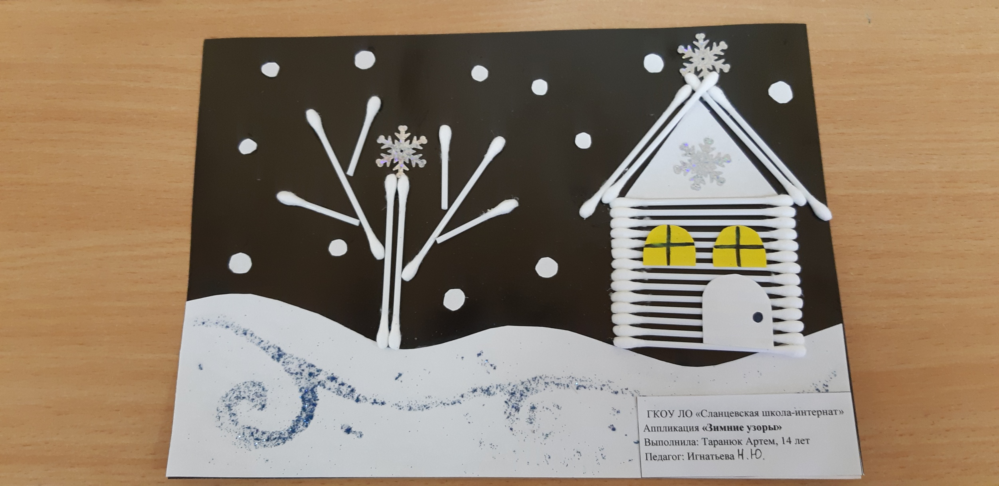 ГКОУ ЛО «Сланцевская школа-интернат»
Аппликация «Зимние узоры»
Выполнила: Таранюк Артем, 14 лет
Педагог: Игнатьева Н.Ю.